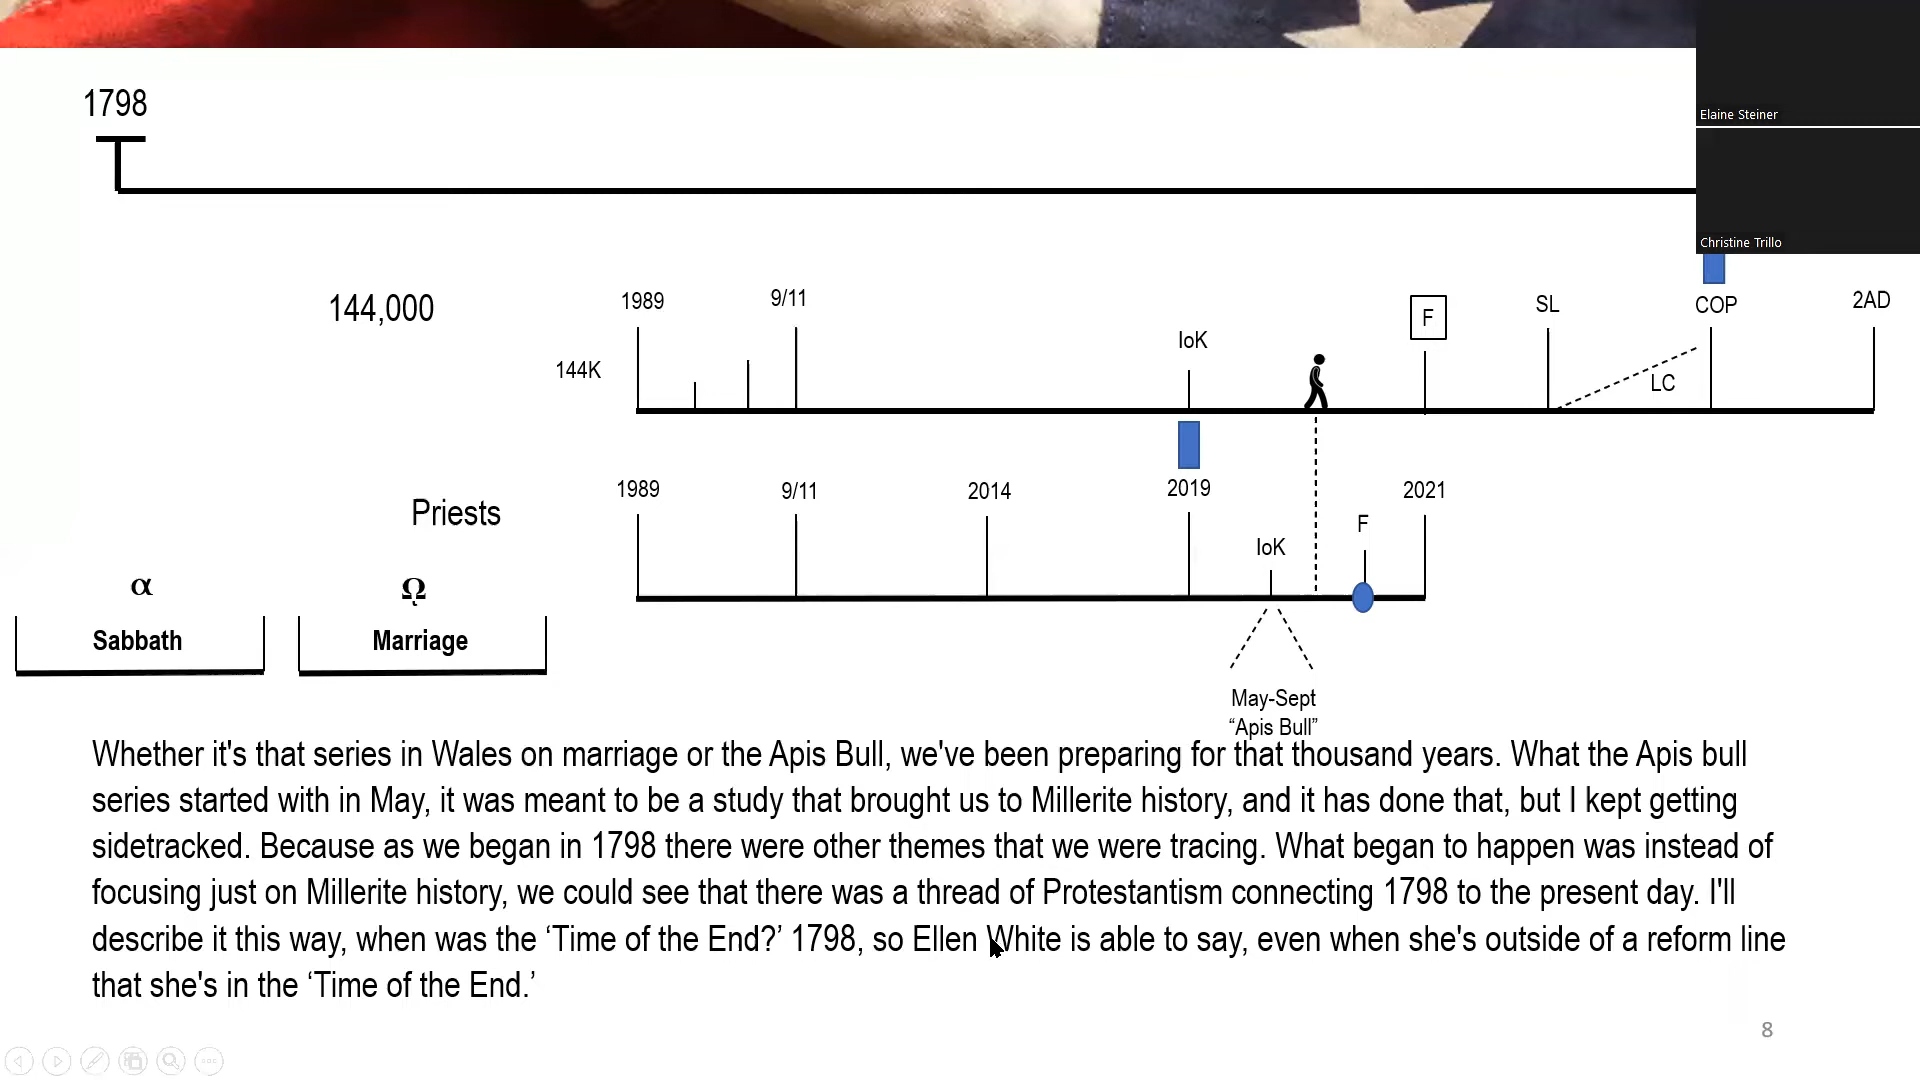 Elaine Steiner
Christine Trillo
1798
144,000
1989
9/11
IoK
F
SL
COP
2AD
144K
LC
Priests
1989
9/11
2014
2019
2021
IoK
F
α
Ω
Sabbath
Marriage
May-Sept
“Apis Bull”
Whether it's that series in Wales on marriage or the Apis Bull, we've been preparing for that thousand years. What the Apis bull
series started with in May, it was meant to be a study that brought us to Millerite history, and it has done that, but I kept getting
sidetracked. Because as we began in 1798 there were other themes that we were tracing. What began to happen was instead of
focusing just on Millerite history, we could see that there was a thread of Protestantism connecting 1798 to the present day. I'll
describe it this way, when was the ‘Time of the End?’ 1798, so Ellen White is able to say, even when she's outside of a reform line
that she's in the ‘Time of the End.’
8